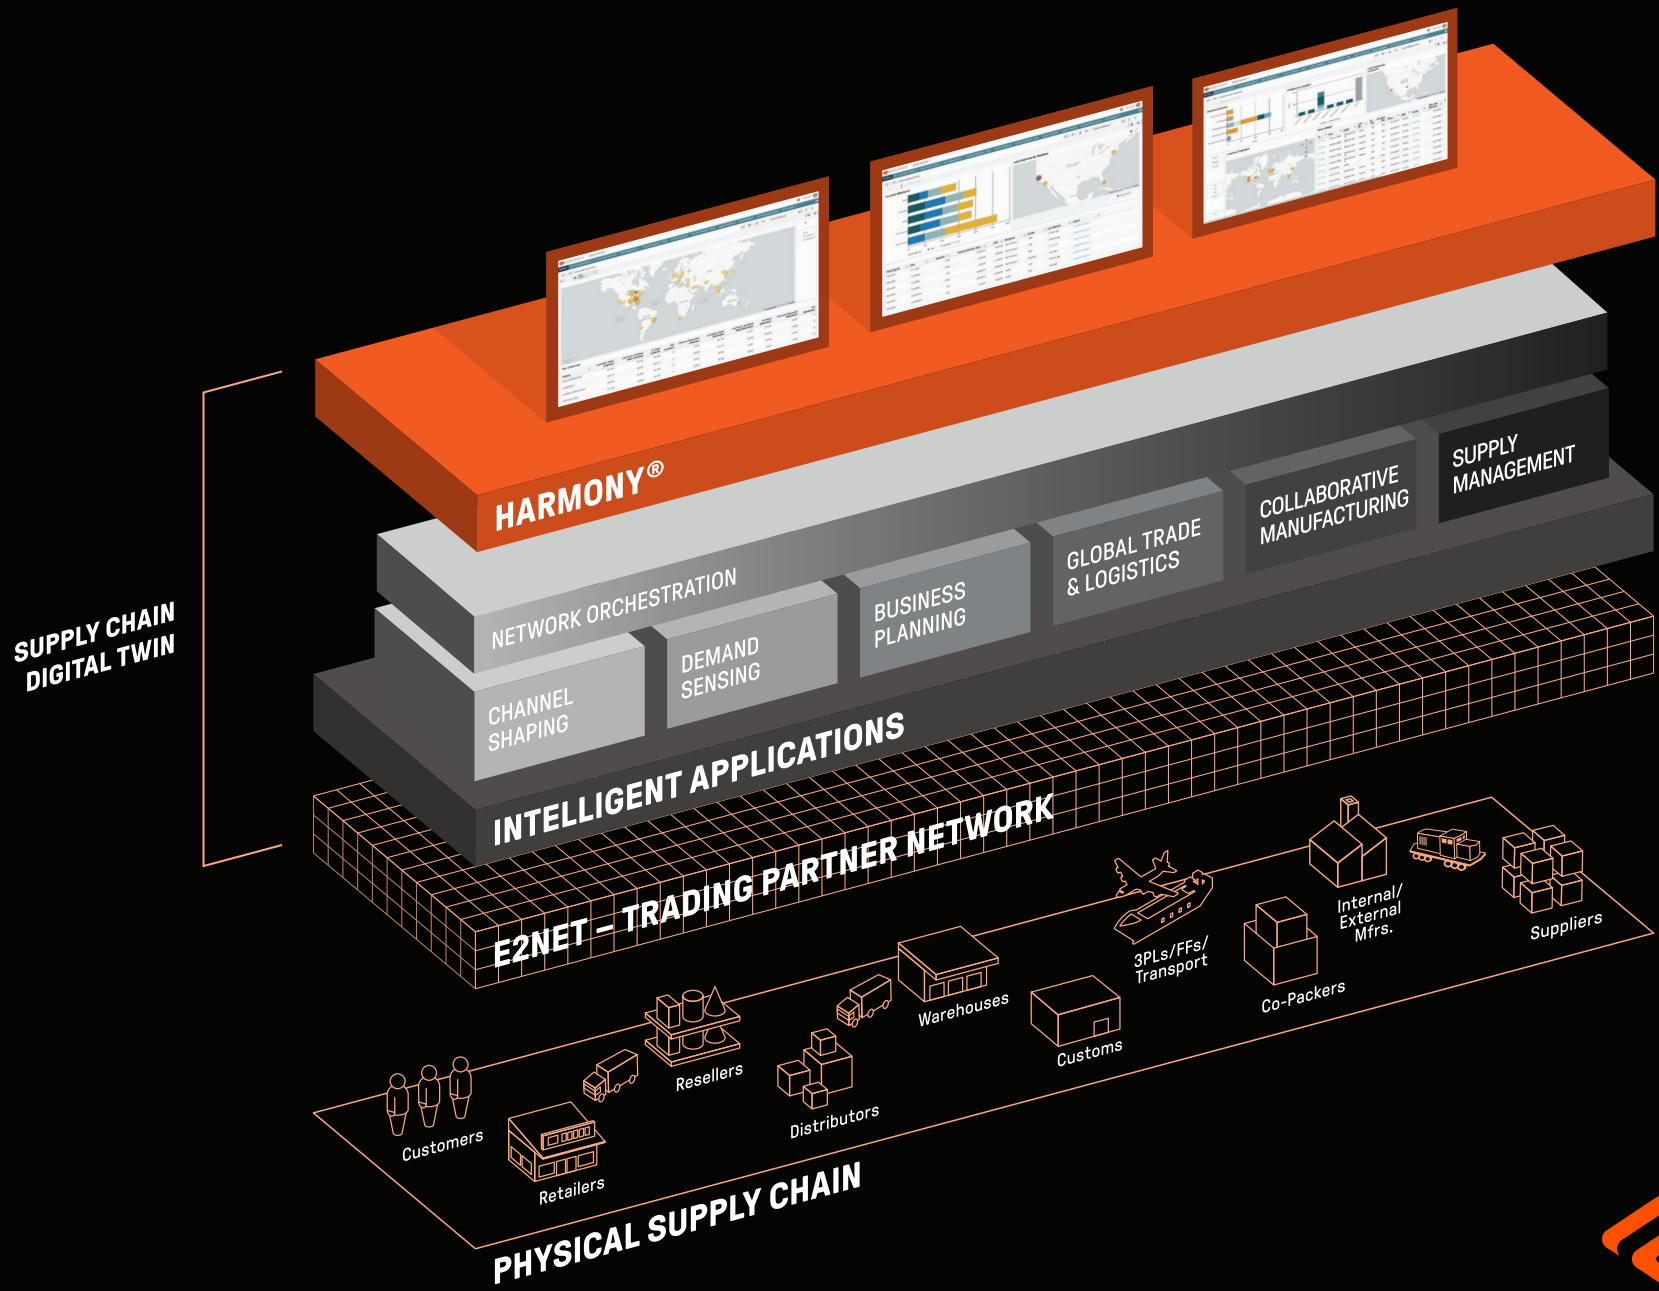 HARMONY®
SUPPLY CHAIN
DIGITAL TWIN
NETWORK ORCHESTRATION
CHANNEL
SHAPING
DEMAND
SENSING
BUSINESS
PLANNING
GLOBAL TRADE
& LOGISTICS
COLLABORATIVE
MANUFACTURING
SUPPLY
MANAGEMENT
INTELLIGENT APPLICATIONS
E2NET – TRADING PARTNER NETWORK
Customers
Retailers
Resellers
Distributors
Warehouses
Customs
3PLs/FFs/
Transport
Co-Packers
Internal/
External
Mfrs.
Suppliers
PHYSICAL SUPPLY CHAIN